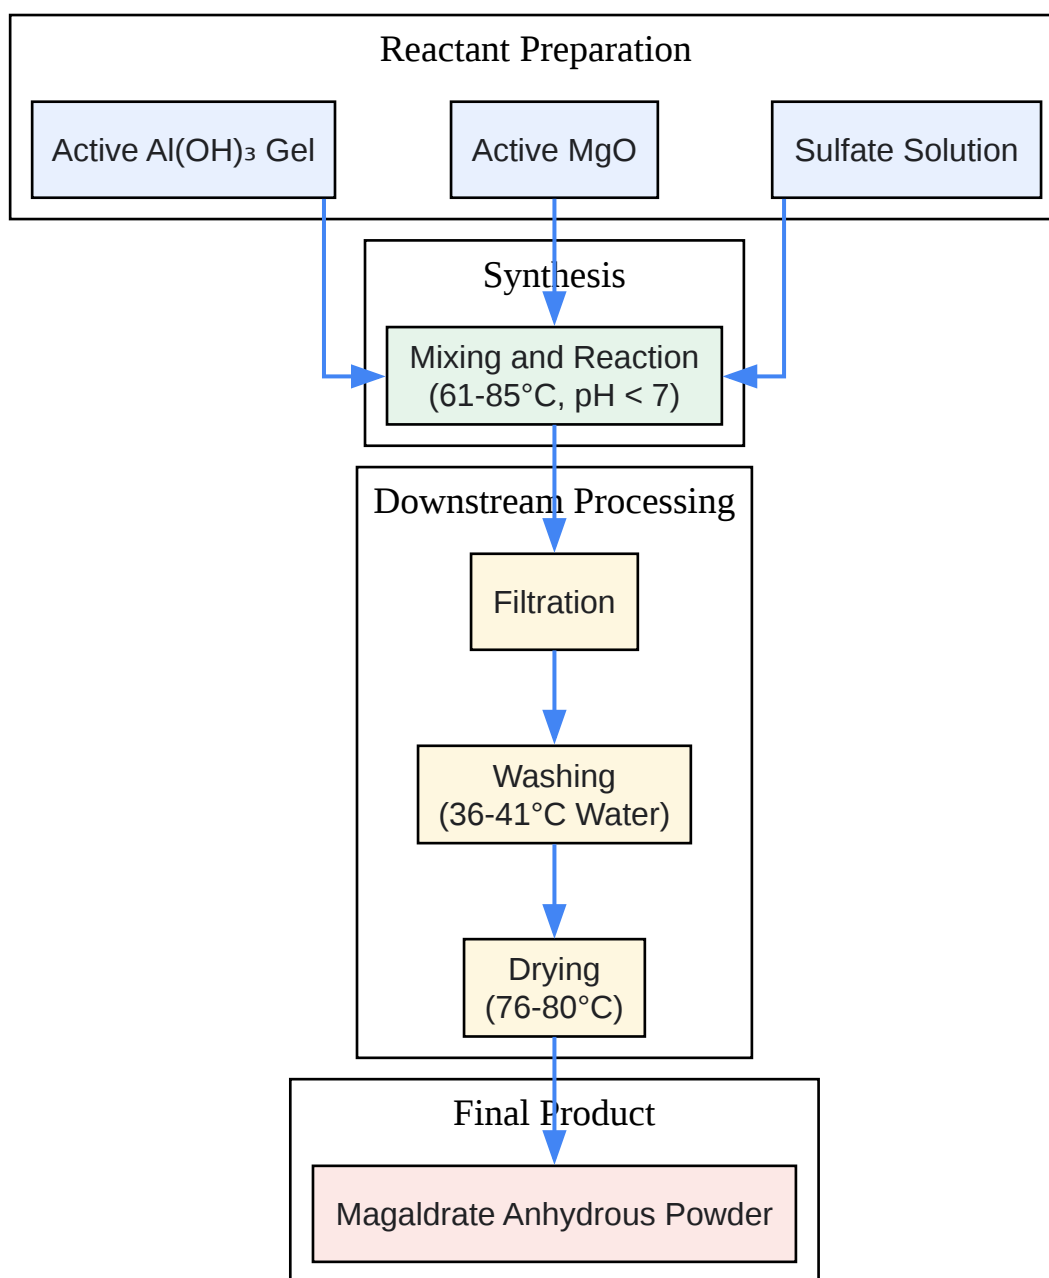 Reactant Preparation
Active Al(OH)₃ Gel
Active MgO
Sulfate Solution
Synthesis
Mixing and Reaction
(61-85°C, pH < 7)
Downstream Processing
Filtration
Washing
(36-41°C Water)
Drying
(76-80°C)
Final Product
Magaldrate Anhydrous Powder